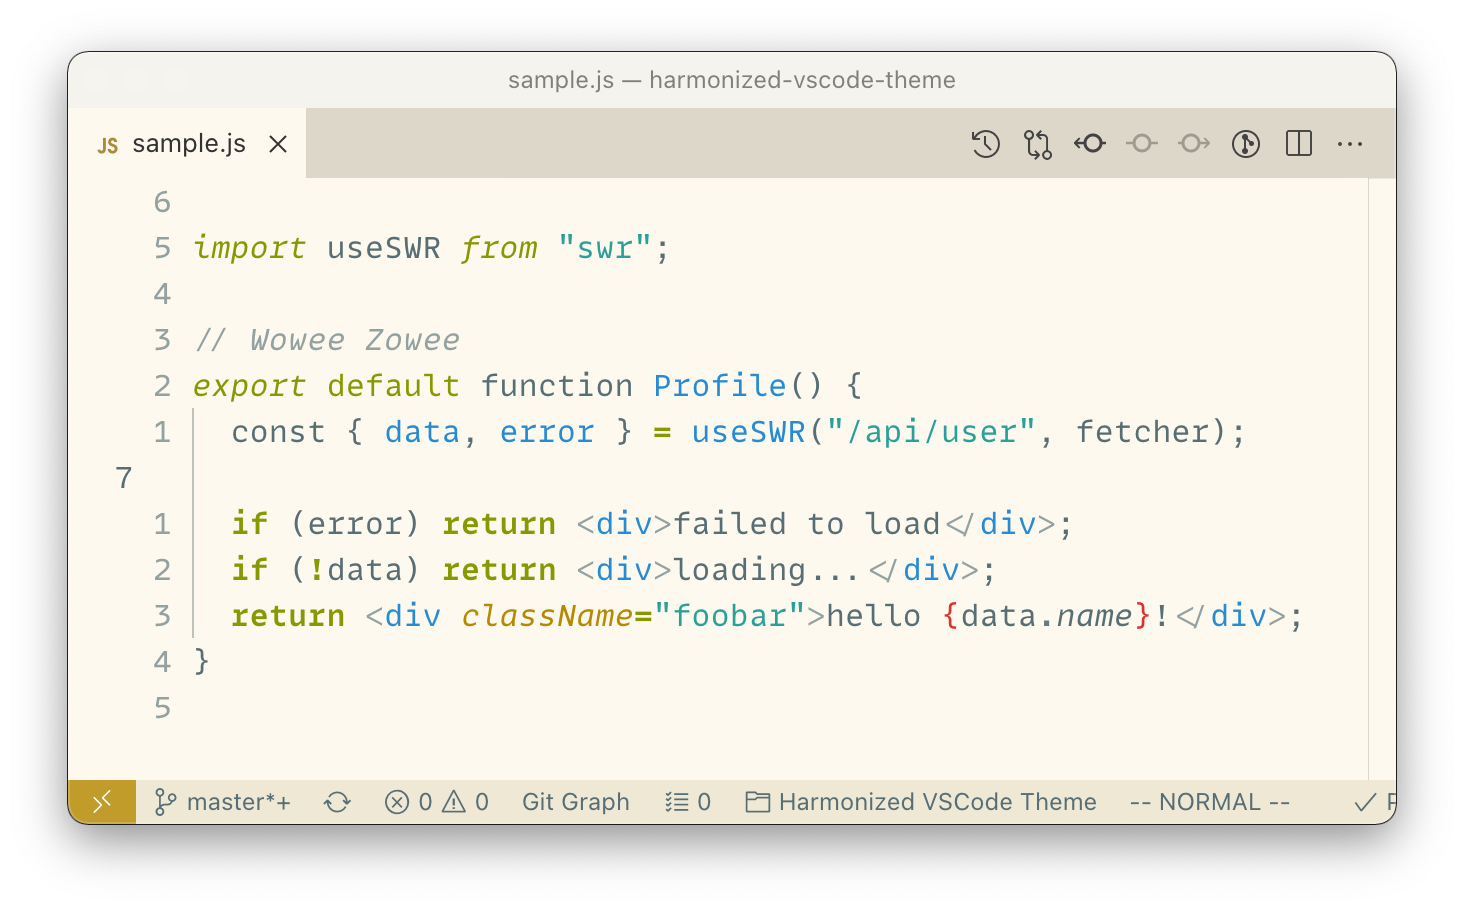 sample.js — harmonized-vscode-theme
JS sample.js
6
5 import useSWR from "swr";
4
3 // Wowee Zowee
2 export default function Profile() {
1 const { data, error } = useSWR("/api/user", fetcher);
7
1 if (error) return <div>failed to load</div>;
2 if (!data) return <div>loading...</div>;
3 return <div className="foobar">hello {data.name}!</div>;
4 }
5
master*+ 0 0 Git Graph 0 Harmonized VSCode Theme -- NORMAL --